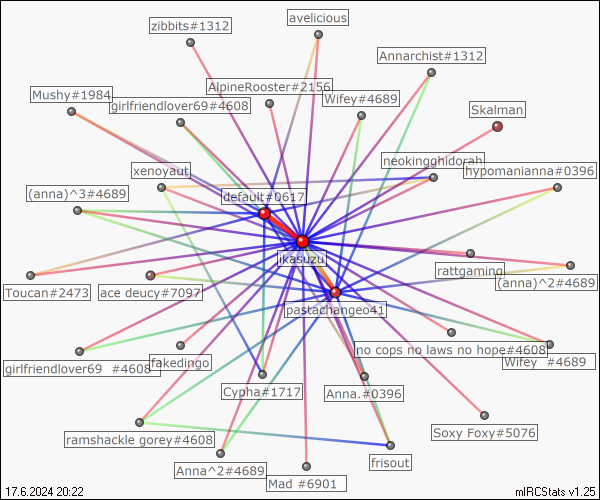 avelicious
zibbits#1312
Annarchist#1312
AlpineRooster#2156
Mushy#1984
girlfriendlover69#4608
Wifey#4689
Skalman
neokingghidorah
xenoyaut
hypomanianna#0396
(anna)^3#4689
default#0617
ikasuzu
rattgaming
(anna)^2#4689
Toucan#2473
ace deucy#7097
pastachangeo41
no cops no laws no hope#4608
fakedingo
girlfriendlover69 #4608
Wifey #4689
Cypha#1717
Anna.#0396
Soxy Foxy#5076
ramshackle gorey#4608
frisout
Anna^2#4689
Mad #6901
17.6.2024 20:22
mIRCStats v1.25